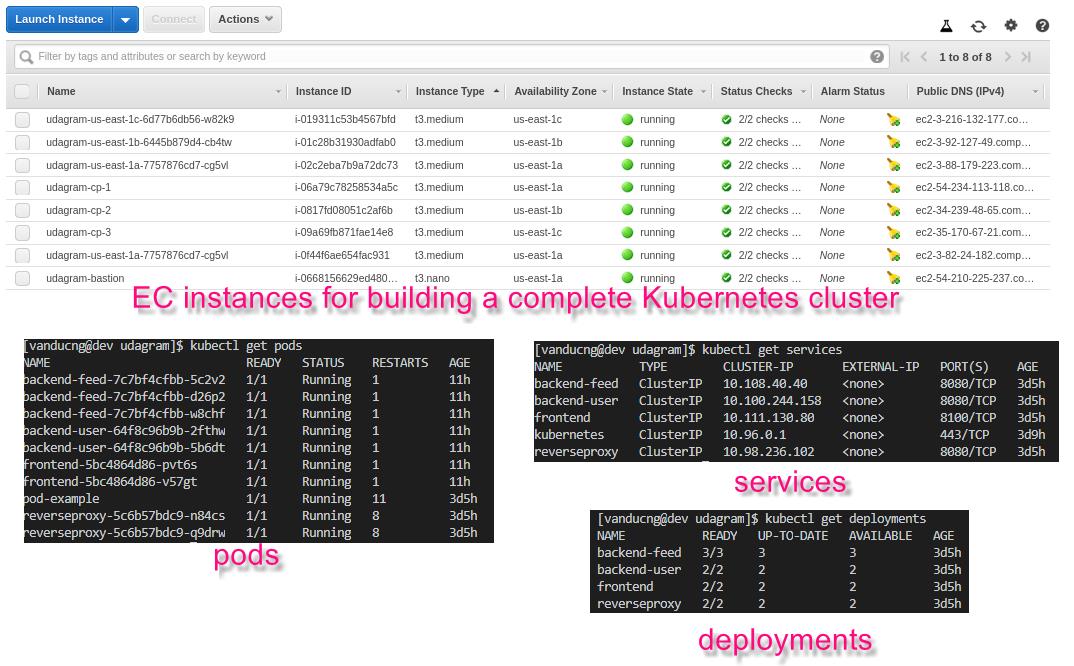 Launch Instance Connect Actions
Filter by tags and attributes or search by keyword 1 to 8 of 8
Name Instance ID Instance Type Availability Zone Instance State Status Checks Alarm Status Public DNS (IPv4)
udagram-us-east-1c-6d77b6db56-w82k9 i-019311c53b4567bfd t3.medium us-east-1c running 2/2 checks ... None ec2-3-216-132-177.co...
udagram-us-east-1b-6445b879d4-cb4tw i-01c28b31930adfab0 t3.medium us-east-1b running 2/2 checks ... None ec2-3-92-127-49.comp...
udagram-us-east-1a-7757876cd7-cg5vl i-02c2eba7b9a72dc73 t3.medium us-east-1a running 2/2 checks ... None ec2-3-88-179-223.com...
udagram-cp-1 i-06a79c78258534a5c t3.medium us-east-1a running 2/2 checks ... None ec2-54-234-113-118.co...
udagram-cp-2 i-0817fd08051c2af6b t3.medium us-east-1b running 2/2 checks ... None ec2-34-239-48-65.com...
udagram-cp-3 i-09a69fb871fae14e8 t3.medium us-east-1c running 2/2 checks ... None ec2-35-170-67-21.com...
udagram-us-east-1a-7757876cd7-cg5vl i-0f44f6ae654fac931 t3.medium us-east-1a running 2/2 checks ... None ec2-3-82-24-182.comp...
udagram-bastion i-0668156629ed480... t3.nano us-east-1a running 2/2 checks ... None ec2-54-210-225-237.co...
EC instances for building a complete Kubernetes cluster
[vanducng@dev udagram]$ kubectl get pods
NAME READY STATUS RESTARTS AGE
backend-feed-7c7bf4cfbb-5c2v2 1/1 Running 1 11h
backend-feed-7c7bf4cfbb-d26p2 1/1 Running 1 11h
backend-feed-7c7bf4cfbb-w8chf 1/1 Running 1 11h
backend-user-64f8c96b9b-2fthw 1/1 Running 1 11h
backend-user-64f8c96b9b-5b6dt 1/1 Running 1 11h
frontend-5bc4864d86-pvt6s 1/1 Running 1 11h
frontend-5bc4864d86-v57gt 1/1 Running 1 11h
pod-example 1/1 Running 11 3d5h
reverseproxy-5c6b57bdc9-n84cs 1/1 Running 8 3d5h
reverseproxy-5c6b57bdc9-q9drw 1/1 Running 8 3d5h
pods
[vanducng@dev udagram]$ kubectl get services
NAME TYPE CLUSTER-IP EXTERNAL-IP PORT(S) AGE
backend-feed ClusterIP 10.108.40.40 <none> 8080/TCP 3d5h
backend-user ClusterIP 10.100.244.158 <none> 8080/TCP 3d5h
frontend ClusterIP 10.111.130.80 <none> 8100/TCP 3d5h
kubernetes ClusterIP 10.96.0.1 <none> 443/TCP 3d9h
reverseproxy ClusterIP 10.98.236.102 <none> 8080/TCP 3d5h
services
[vanducng@dev udagram]$ kubectl get deployments
NAME READY UP-TO-DATE AVAILABLE AGE
backend-feed 3/3 3 3 3d5h
backend-user 2/2 2 2 3d5h
frontend 2/2 2 2 3d5h
reverseproxy 2/2 2 2 3d5h
deployments